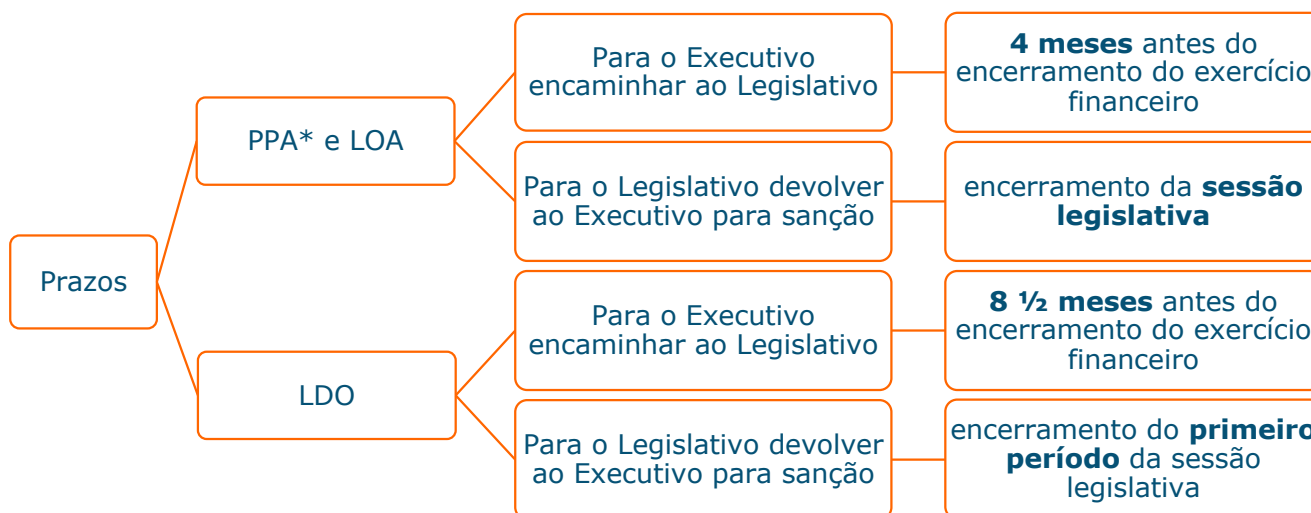 Prazos
PPA* e LOA
Para o Executivo
encaminhar ao Legislativo
4 meses antes do
encerramento do exercício
financeiro
Para o Legislativo devolver
ao Executivo para sanção
encerramento da sessão
legislativa
LDO
Para o Executivo
encaminhar ao Legislativo
8 ½ meses antes do
encerramento do exercício
financeiro
Para o Legislativo devolver
ao Executivo para sanção
encerramento do primeiro
período da sessão
legislativa